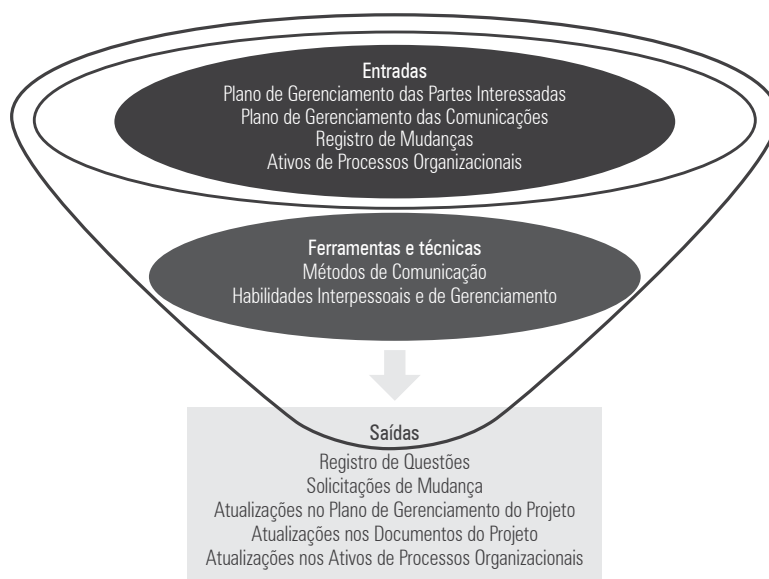 Entradas
Plano de Gerenciamento das Partes Interessadas
Plano de Gerenciamento das Comunicações
Registro de Mudanças
Ativos de Processos Organizacionais
Ferramentas e técnicas
Métodos de Comunicação
Habilidades Interpessoais e de Gerenciamento
Saídas
Registro de Questões
Solicitações de Mudança
Atualizações no Plano de Gerenciamento do Projeto
Atualizações nos Documentos do Projeto
Atualizações nos Ativos de Processos Organizacionais